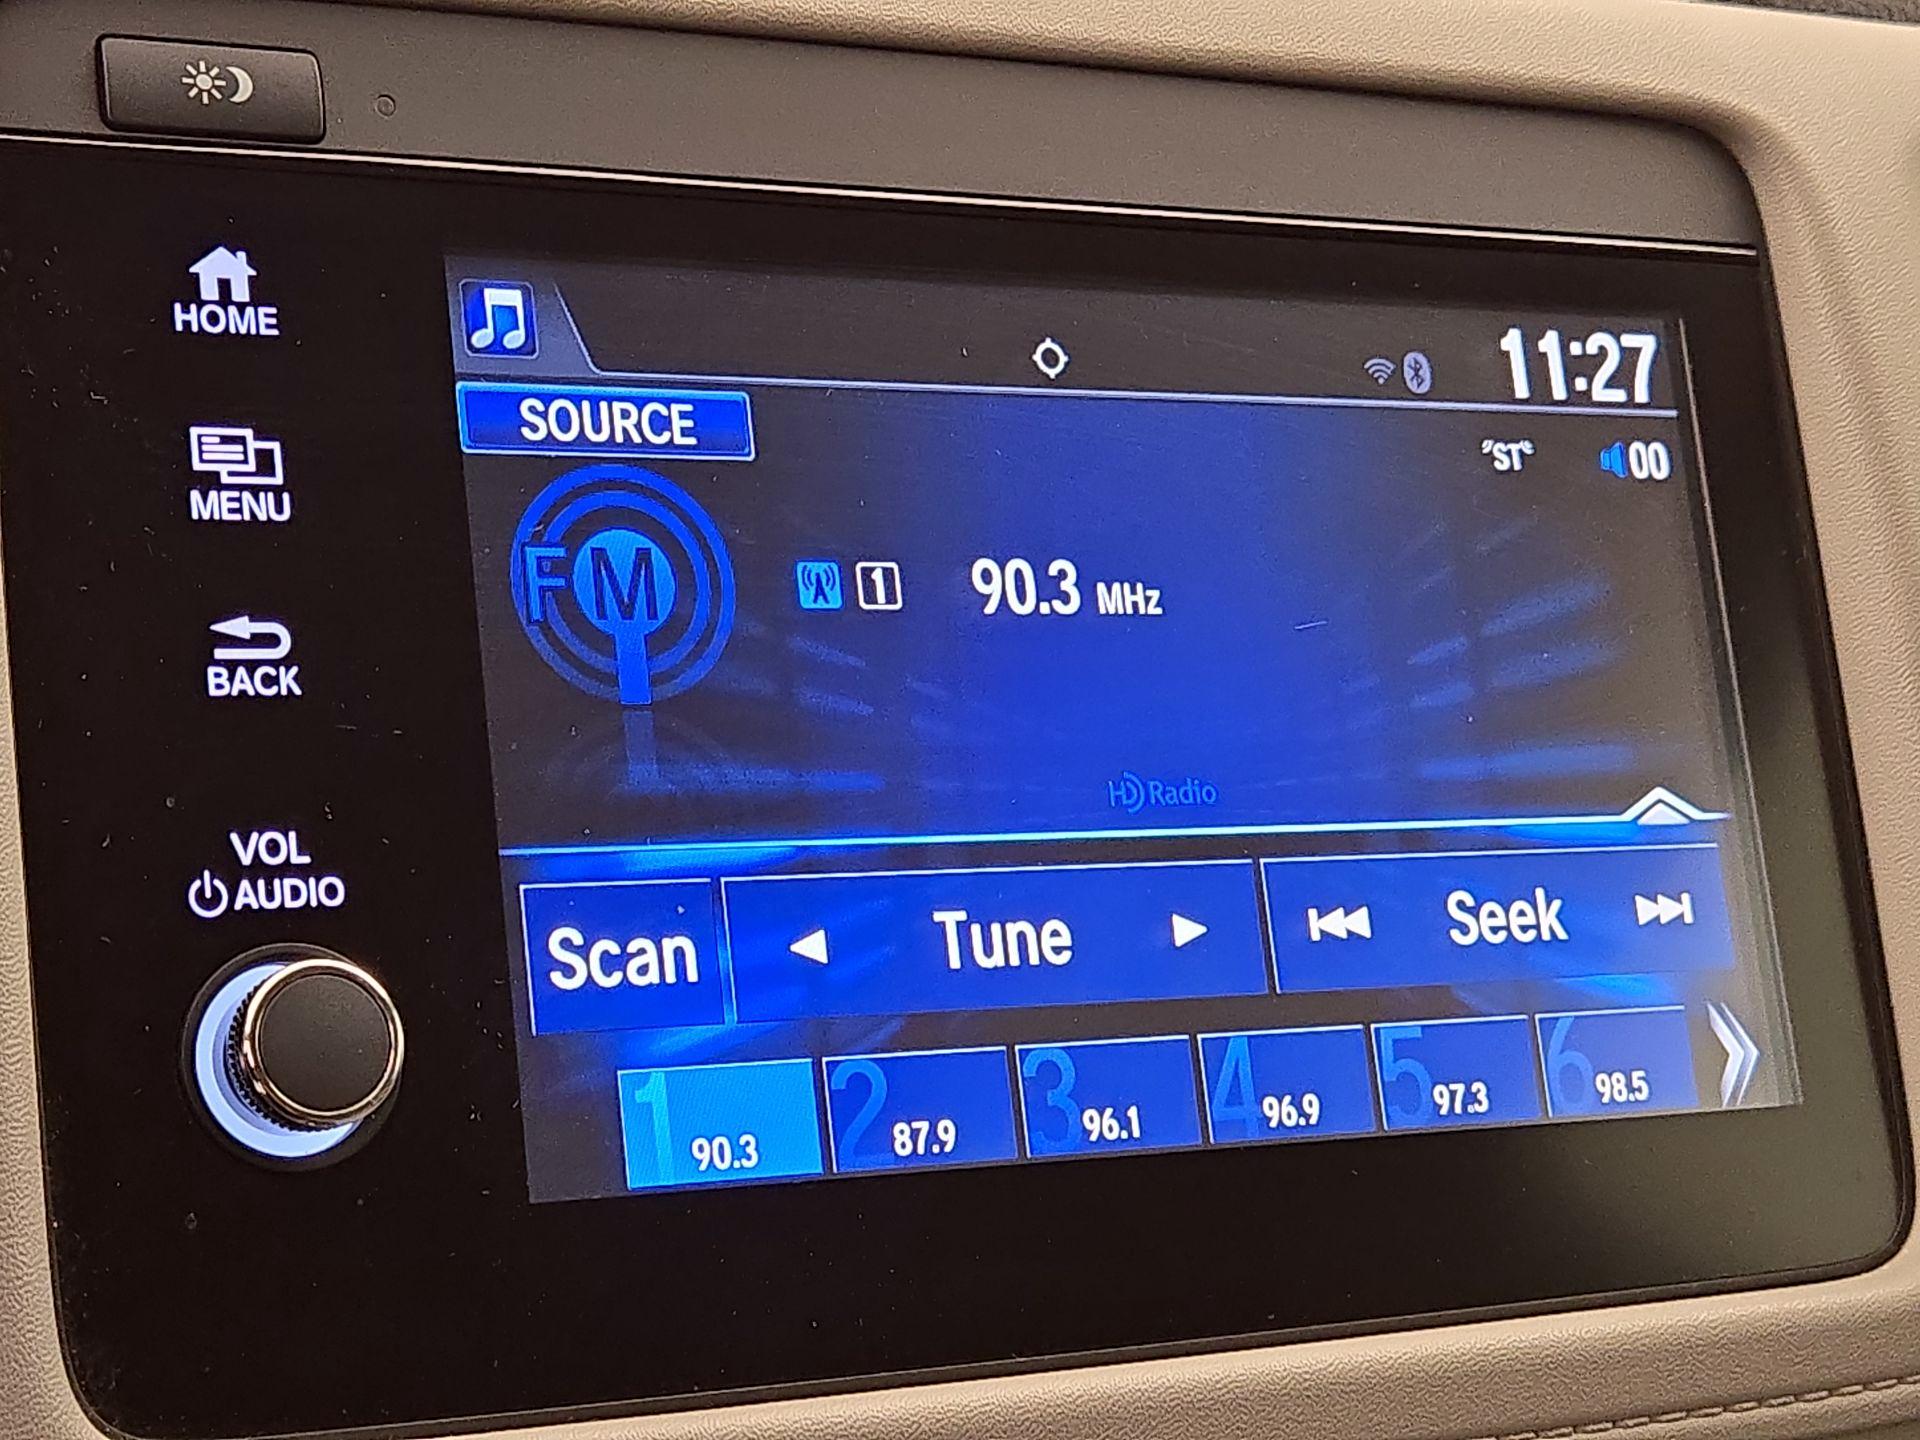 HOME
MENU
BACK
VOL
AUDIO
11:27
SOURCE
ST
00
FM
1
90.3 MHz
HD Radio
Scan
Tune
Seek
1 90.3
2 87.9
3 96.1
4 96.9
5 97.3
6 98.5